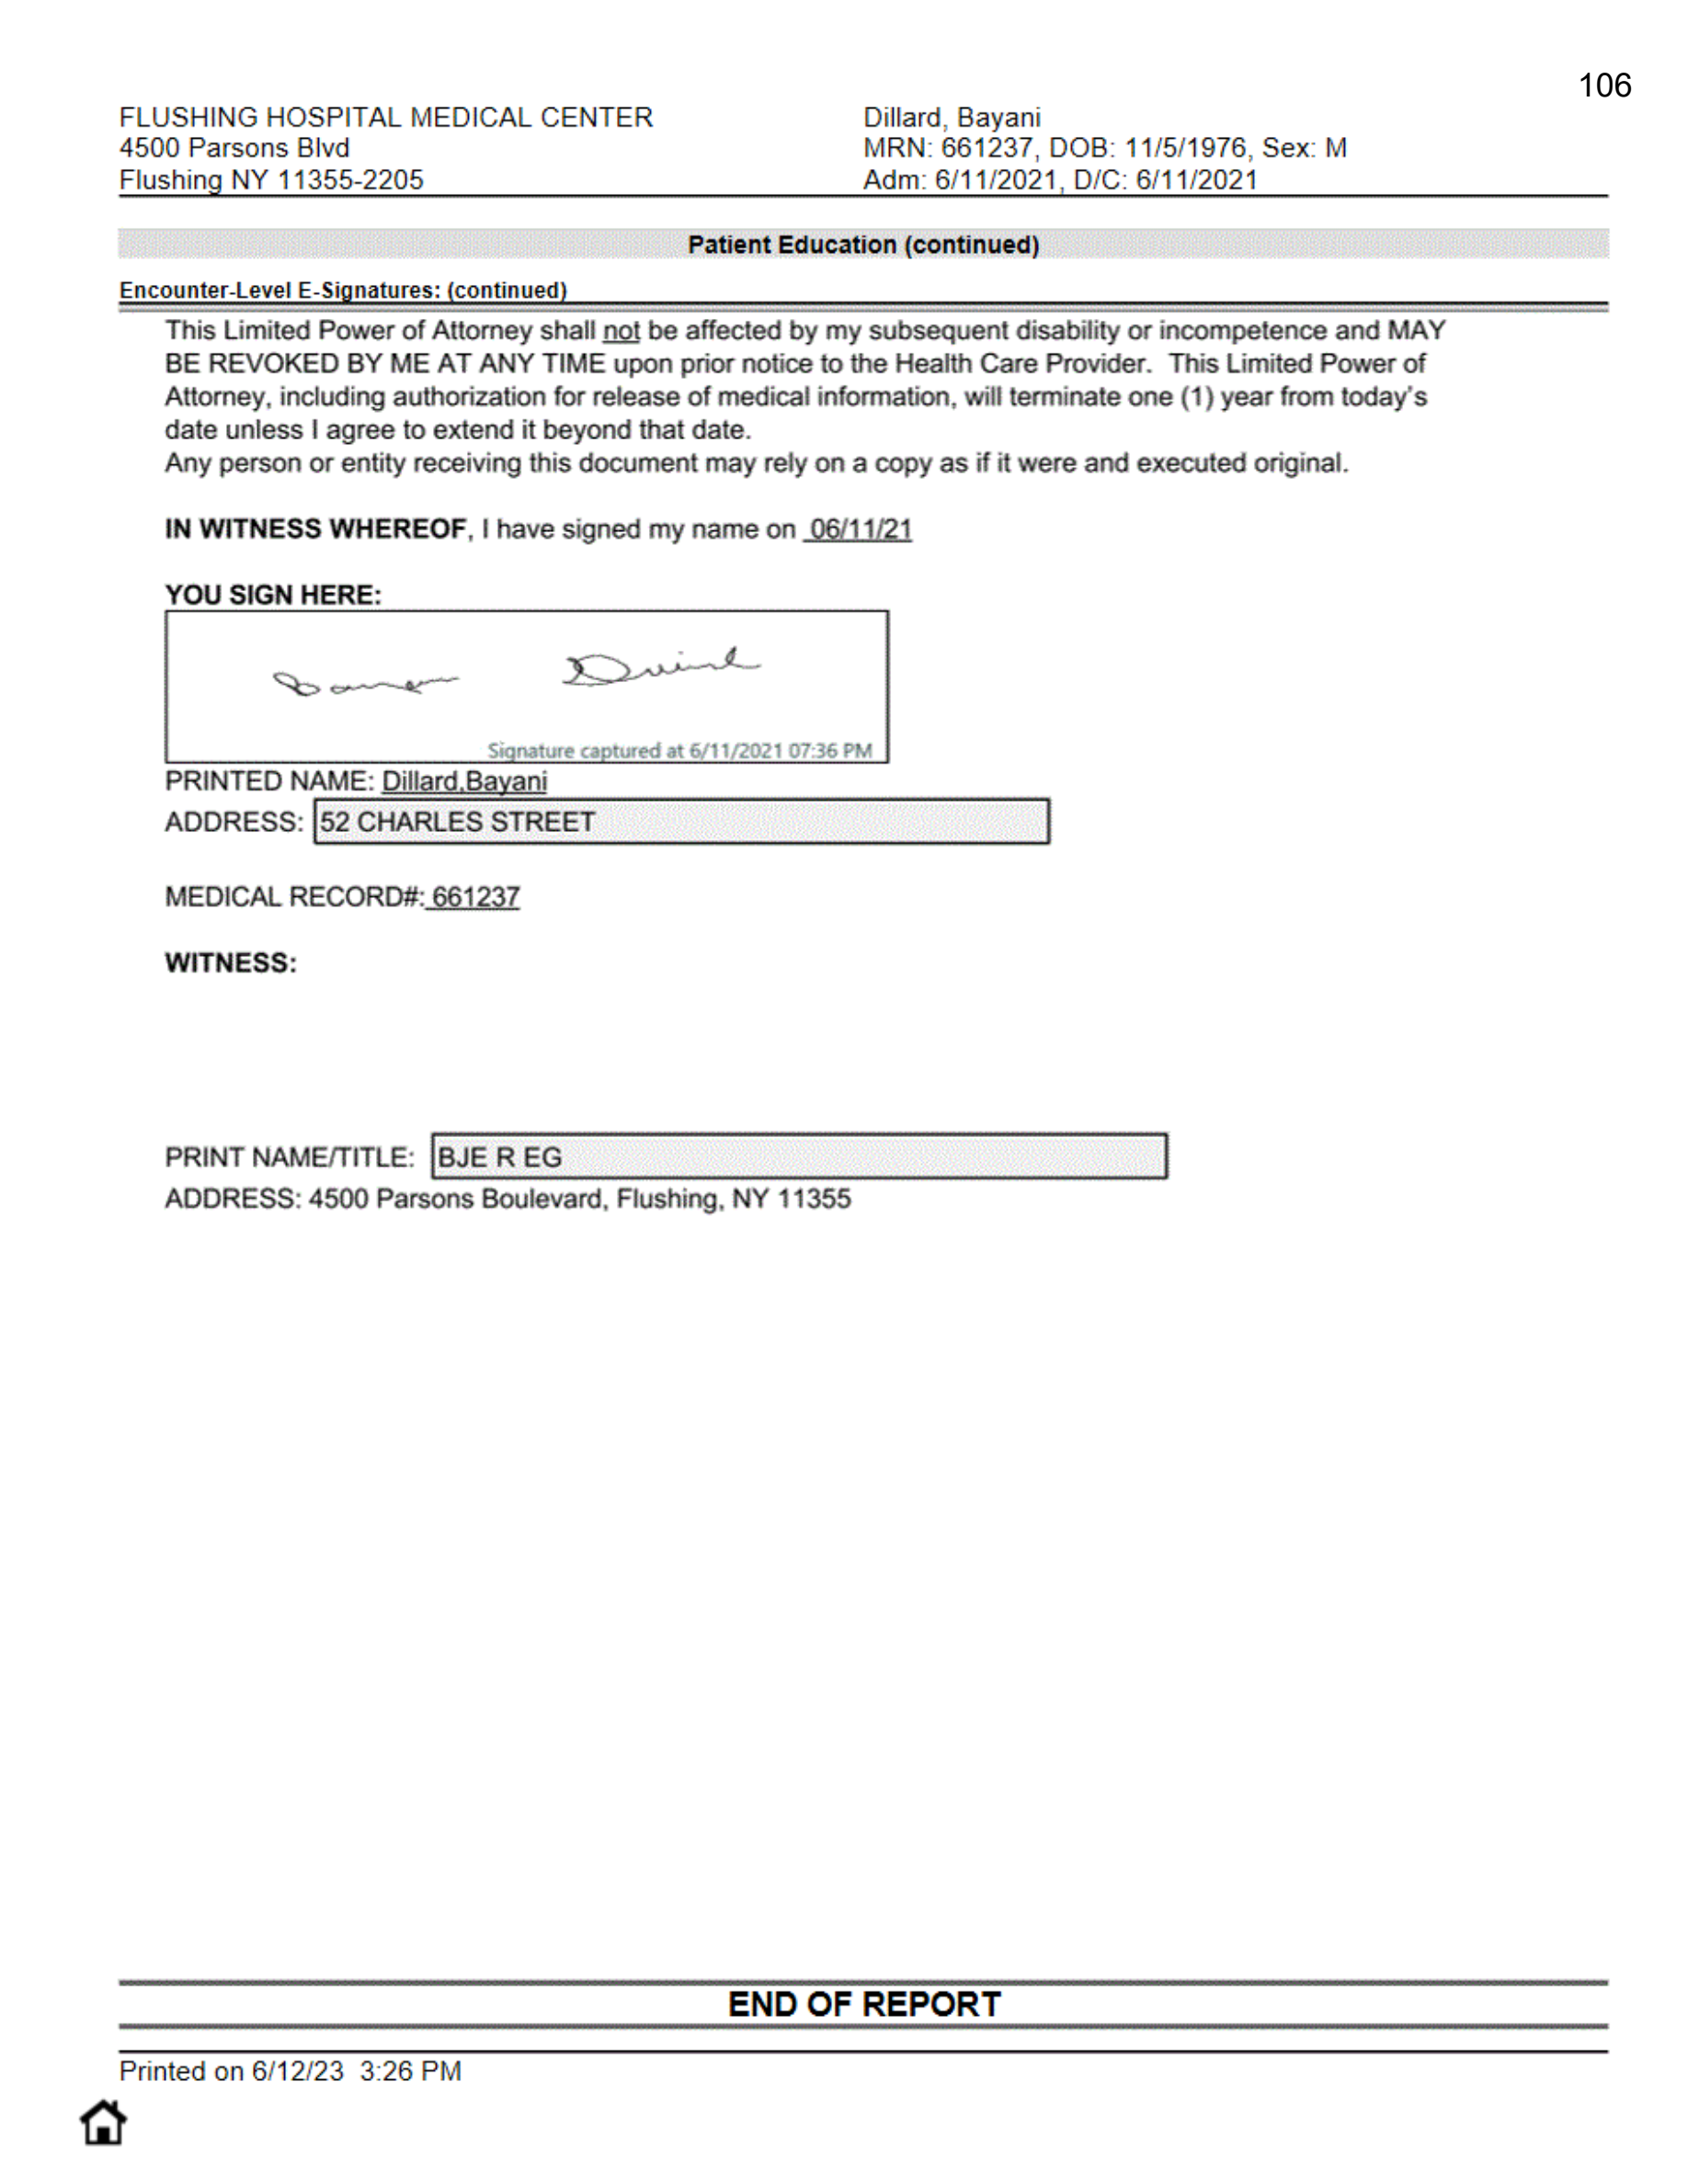 106
FLUSHING HOSPITAL MEDICAL CENTER
4500 Parsons Blvd
Flushing NY 11355-2205
Dillard, Bayani
MRN: 661237, DOB: 11/5/1976, Sex: M
Adm: 6/11/2021, D/C: 6/11/2021
Patient Education (continued)
Encounter-Level E-Signatures: (continued)
This Limited Power of Attorney shall not be affected by my subsequent disability or incompetence and MAY
BE REVOKED BY ME AT ANY TIME upon prior notice to the Health Care Provider. This Limited Power of
Attorney, including authorization for release of medical information, will terminate one (1) year from today's
date unless I agree to extend it beyond that date.
Any person or entity receiving this document may rely on a copy as if it were and executed original.
IN WITNESS WHEREOF, I have signed my name on 06/11/21
YOU SIGN HERE:
Signature captured at 6/11/2021 07:36 PM
PRINTED NAME: Dillard,Bayani
ADDRESS: 52 CHARLES STREET
MEDICAL RECORD#: 661237
WITNESS:
PRINT NAME/TITLE: BJE R EG
ADDRESS: 4500 Parsons Boulevard, Flushing, NY 11355
END OF REPORT
Printed on 6/12/23 3:26 PM